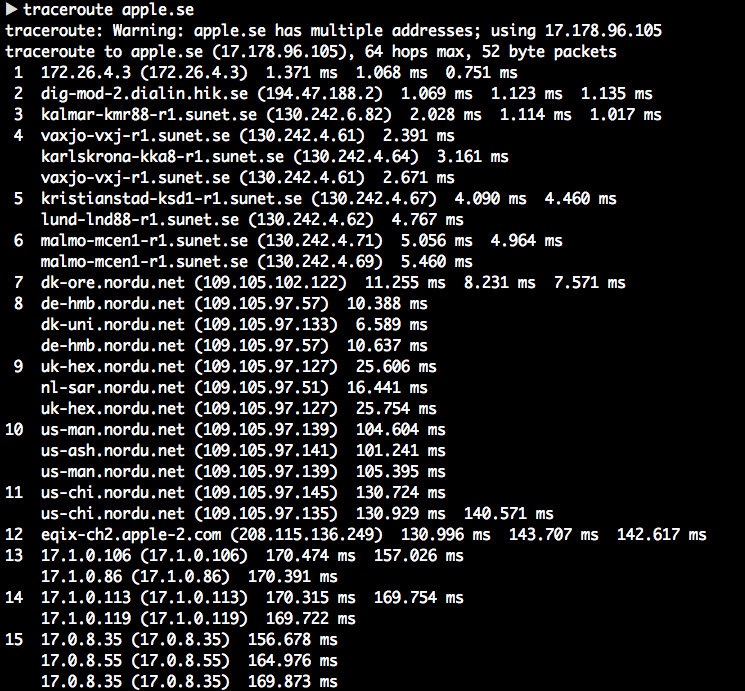 ▶ traceroute apple.se
traceroute: Warning: apple.se has multiple addresses; using 17.178.96.105
traceroute to apple.se (17.178.96.105), 64 hops max, 52 byte packets
 1  172.26.4.3 (172.26.4.3)  1.371 ms  1.068 ms  0.751 ms
 2  dig-mod-2.dialin.hik.se (194.47.188.2)  1.069 ms  1.123 ms  1.135 ms
 3  kalmar-kmr88-r1.sunet.se (130.242.6.82)  2.028 ms  1.114 ms  1.017 ms
 4  vaxjo-vxj-r1.sunet.se (130.242.4.61)  2.391 ms
    karlskrona-kka8-r1.sunet.se (130.242.4.64)  3.161 ms
    vaxjo-vxj-r1.sunet.se (130.242.4.61)  2.671 ms
 5  kristianstad-ksd1-r1.sunet.se (130.242.4.67)  4.090 ms  4.460 ms
    lund-lnd88-r1.sunet.se (130.242.4.62)  4.767 ms
 6  malmo-mcen1-r1.sunet.se (130.242.4.71)  5.056 ms  4.964 ms
    malmo-mcen1-r1.sunet.se (130.242.4.69)  5.460 ms
 7  dk-ore.nordu.net (109.105.102.122)  11.255 ms  8.231 ms  7.571 ms
 8  de-hmb.nordu.net (109.105.97.57)  10.388 ms
    dk-uni.nordu.net (109.105.97.133)  6.589 ms
    de-hmb.nordu.net (109.105.97.57)  10.637 ms
 9  uk-hex.nordu.net (109.105.97.127)  25.606 ms
    nl-sar.nordu.net (109.105.97.51)  16.441 ms
    uk-hex.nordu.net (109.105.97.127)  25.754 ms
10  us-man.nordu.net (109.105.97.139)  104.604 ms
    us-ash.nordu.net (109.105.97.141)  101.241 ms
    us-man.nordu.net (109.105.97.139)  105.395 ms
11  us-chi.nordu.net (109.105.97.145)  130.724 ms
    us-chi.nordu.net (109.105.97.135)  130.929 ms  140.571 ms
12  eqix-ch2.apple-2.com (208.115.136.249)  130.996 ms  143.707 ms  142.617 ms
13  17.1.0.106 (17.1.0.106)  170.474 ms  157.026 ms
    17.1.0.86 (17.1.0.86)  170.391 ms
14  17.1.0.113 (17.1.0.113)  170.315 ms  169.754 ms
    17.1.0.119 (17.1.0.119)  169.722 ms
15  17.0.8.35 (17.0.8.35)  156.678 ms
    17.0.8.55 (17.0.8.55)  164.976 ms
    17.0.8.35 (17.0.8.35)  169.873 ms